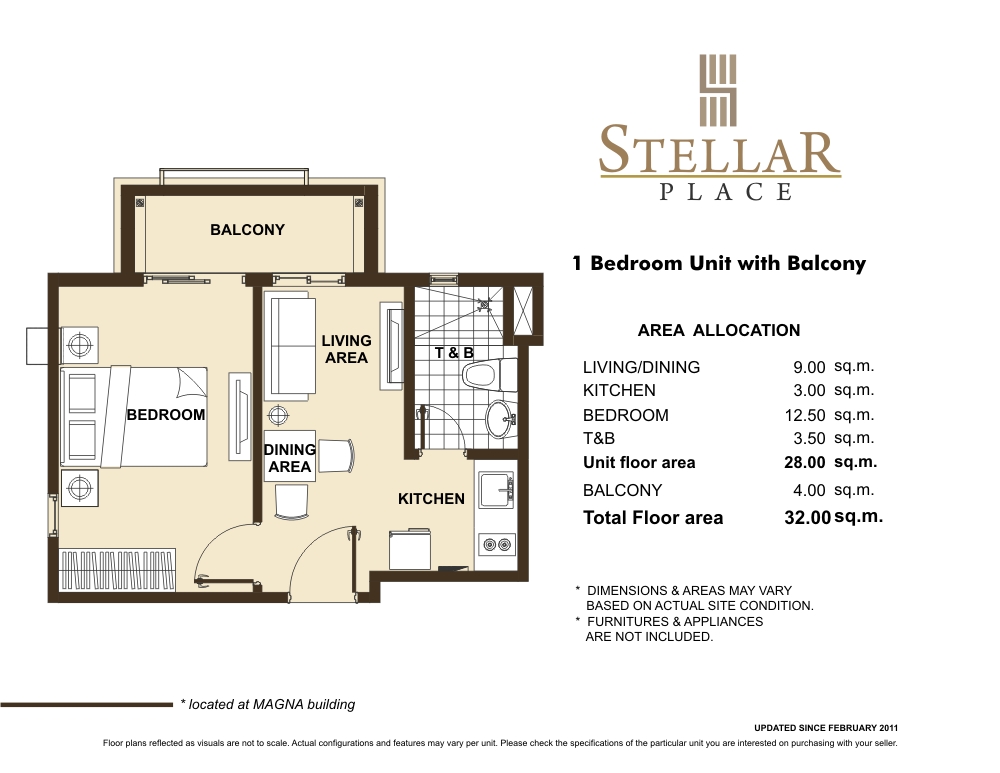 STELLAR
PLACE
1 Bedroom Unit with Balcony
AREA ALLOCATION
LIVING/DINING 9.00 sq.m.
KITCHEN 3.00 sq.m.
BEDROOM 12.50 sq.m.
T&B 3.50 sq.m.
Unit floor area 28.00 sq.m.
BALCONY 4.00 sq.m.
Total Floor area 32.00 sq.m.
* DIMENSIONS & AREAS MAY VARY
BASED ON ACTUAL SITE CONDITION.
* FURNITURES & APPLIANCES
ARE NOT INCLUDED.
BALCONY
LIVING
AREA
T & B
BEDROOM
DINING
AREA
KITCHEN
* located at MAGNA building
UPDATED SINCE FEBRUARY 2011
Floor plans reflected as visuals are not to scale. Actual configurations and features may vary per unit. Please check the specifications of the particular unit you are interested on purchasing with your seller.